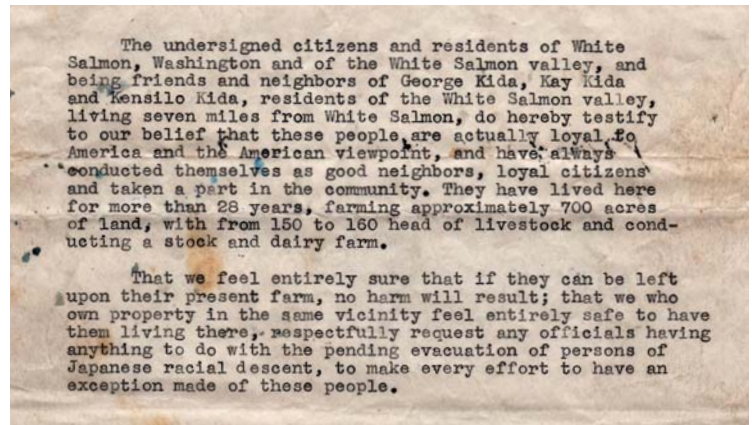 The undersigned citizens and residents of White
Salmon, Washington and of the White Salmon valley, and
being friends and neighbors of George Kida, Kay Kida
and Kensilo Kida, residents of the White Salmon valley,
living seven miles from White Salmon, do hereby testify
to our belief that these people are actually loyal to
America and the American viewpoint, and have always
conducted themselves as good neighbors, loyal citizens
and taken a part in the community. They have lived here
for more than 28 years, farming approximately 700 acres
of land, with from 150 to 160 head of livestock and cond-
ucting a stock and dairy farm.
That we feel entirely sure that if they can be left
upon their present farm, no harm will result; that we who
own property in the same vicinity feel entirely safe to have
them living there, respectfully request any officials having
anything to do with the pending evacuation of persons of
Japanese racial descent, to make every effort to have an
exception made of these people.